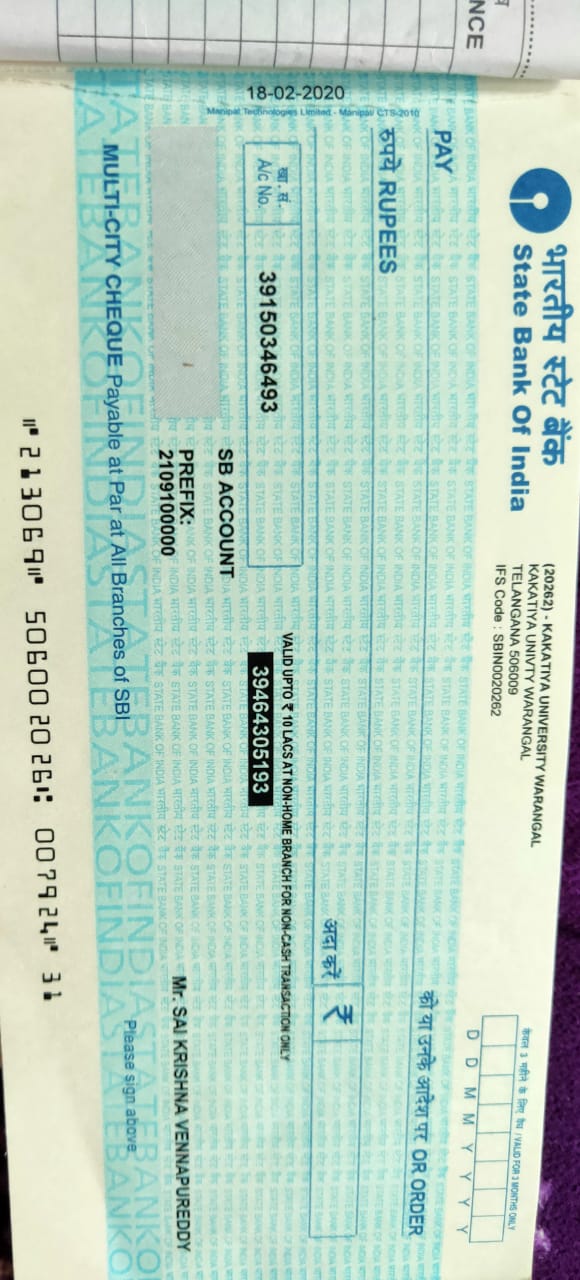 NCE
भारतीय स्टेट बैंक
State Bank Of India
(20262) - KAKATIYA UNIVERSITY WARANGAL
KAKATIYA UNIVTY WARANGAL
TELANGANA 506009
IFS Code : SBIN0020262
केवल 3 महीने के लिए वैध / VALID FOR 3 MONTHS ONLY
D D M M Y Y Y Y
PAY
को या उनके आदेश पर OR ORDER
रुपये RUPEES
अदा करें ₹
खा. सं.
A/c No. 39150346493
VALID UPTO ₹ 10 LACS AT NON-HOME BRANCH FOR NON-CASH TRANSACTION ONLY
39464305193
SB ACCOUNT
PREFIX:
2109100000
Mr. SAI KRISHNA VENNAPUREDDY
Please sign above
MULTI-CITY CHEQUE Payable at Par at All Branches of SBI
⑈213069⑈ 506002026⑆ 007924⑈ 31
18-02-2020
Manipal Technologies Limited - Manipal/ CTS-2010